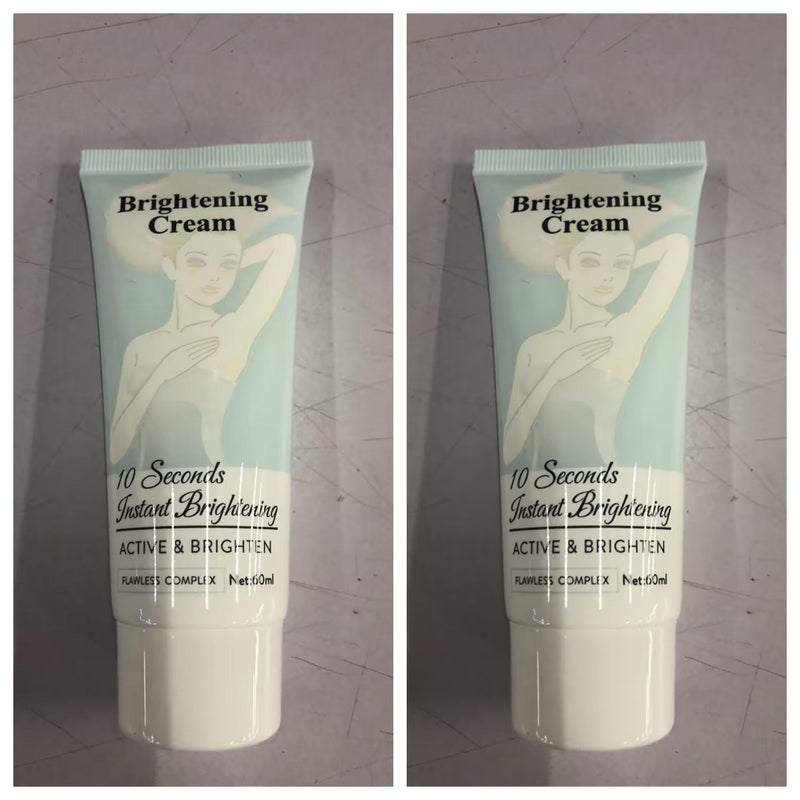 Brightening
Cream
10 Seconds
Instant Brightening
ACTIVE & BRIGHTEN
FLAWLESS COMPLEX Net:60ml
Brightening
Cream
10 Seconds
Instant Brightening
ACTIVE & BRIGHTEN
FLAWLESS COMPLEX Net:60ml